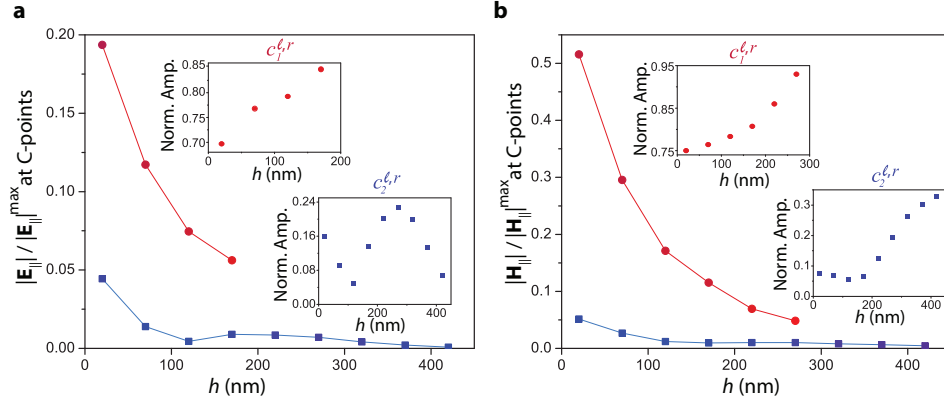 a
|E|||| / |E||||max at C-points
0.20
0.15
0.10
0.05
0.00
0
100
200
300
400
h (nm)
c1ℓ,r
Norm. Amp.
0.85
0.80
0.75
0.70
0
100
200
h (nm)
c2ℓ,r
Norm. Amp.
0.24
0.16
0.08
0.00
0
200
400
h (nm)
b
|H|||| / |H||||max at C-points
0.5
0.4
0.3
0.2
0.1
0.0
0
100
200
300
400
h (nm)
c1ℓ,r
Norm. Amp.
0.95
0.85
0.75
0
100
200
300
h (nm)
c2ℓ,r
Norm. Amp.
0.3
0.2
0.1
0.0
0
200
400
h (nm)